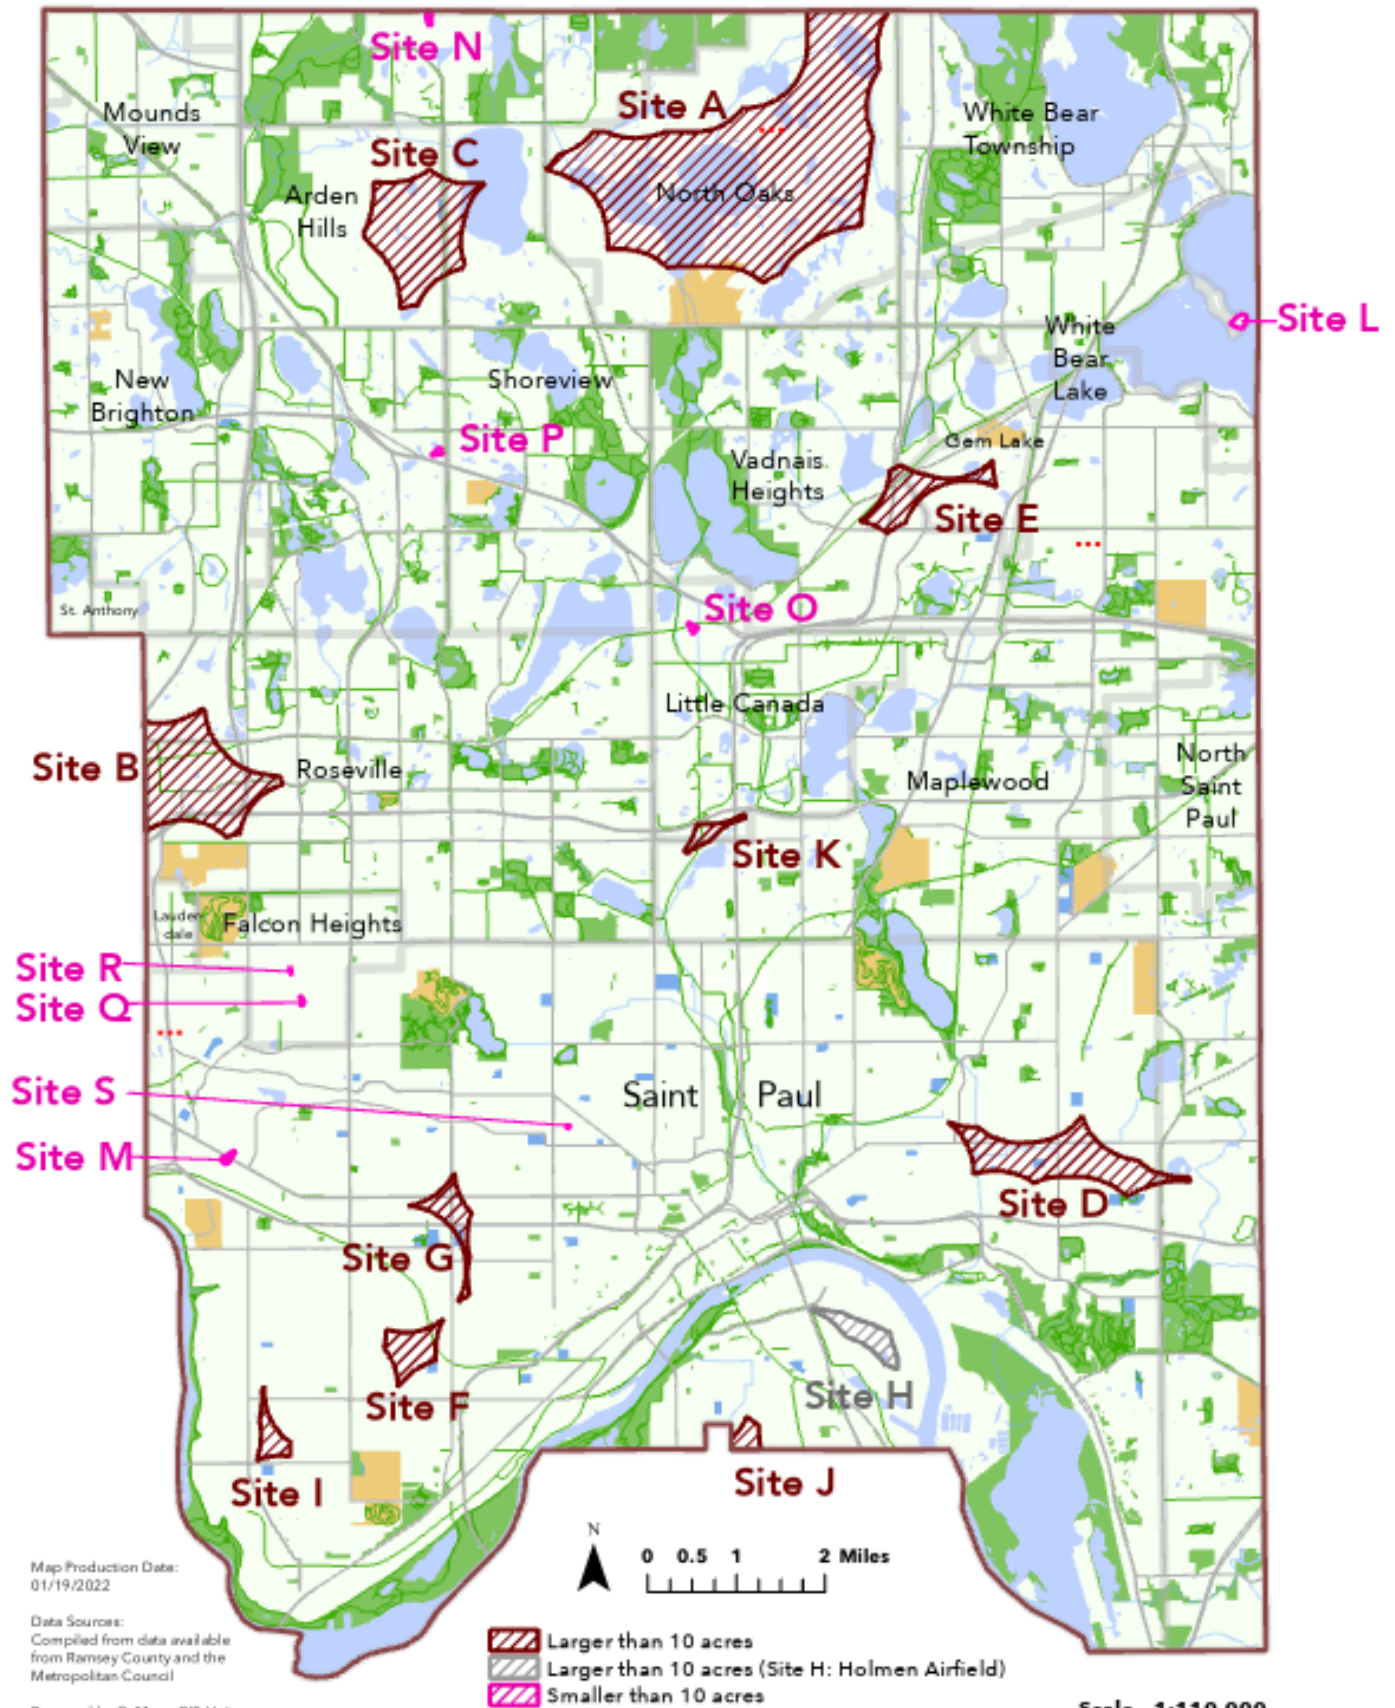 Site N
Mounds
View
Site A
White Bear
Township
Site C
Arden
Hills
North Oaks
Site L
White
Bear
Lake
New
Brighton
Shoreview
Site P
Gem Lake
Vadnais
Heights
Site E
St. Anthony
Site O
Little Canada
Site B
Roseville
Maplewood
North
Saint
Paul
Site K
Lauder
dale
Falcon Heights
Site R
Site Q
Site S
Saint Paul
Site M
Site D
Site G
Site H
Site F
Site I
Site J
N
0 0.5 1 2 Miles
Map Production Date:
01/19/2022
Data Sources:
Compiled from data available
from Ramsey County and the
Metropolitan Council
Larger than 10 acres
Larger than 10 acres (Site H: Holmen Airfield)
Smaller than 10 acres